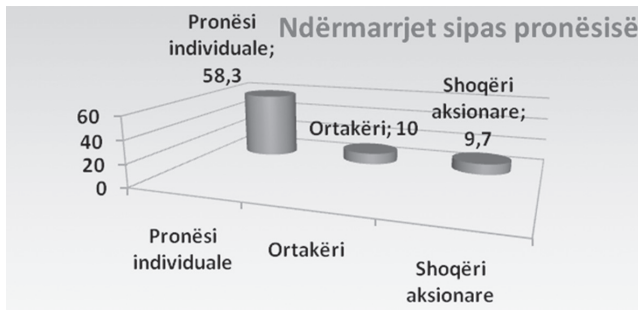 Ndërmarrjet sipas pronësisë
Pronësi
individuale;
58,3
Ortakëri; 10
Shoqëri
aksionare;
9,7
60
40
20
0
Pronësi
individuale
Ortakëri
Shoqëri
aksionare